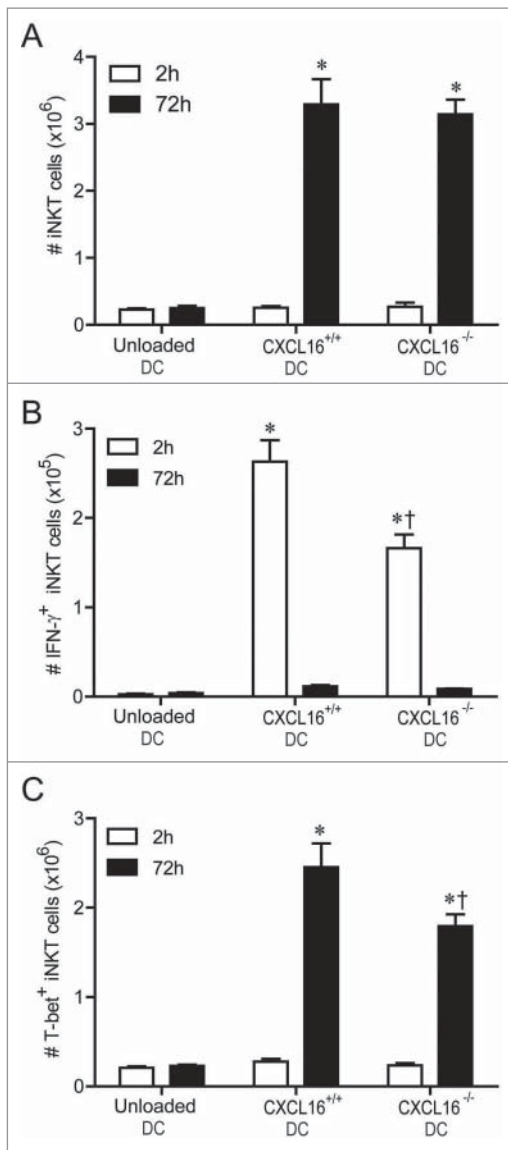 A
# iNKT cells (x10⁶)
4
3
2
1
0
2h
72h
*
*
Unloaded DC
CXCL16⁺/⁺ DC
CXCL16⁻/⁻ DC
B
# IFN-γ⁺ iNKT cells (x10⁵)
3
2
1
0
2h
72h
*
*†
Unloaded DC
CXCL16⁺/⁺ DC
CXCL16⁻/⁻ DC
C
# T-bet⁺ iNKT cells (x10⁶)
3
2
1
0
2h
72h
*
*†
Unloaded DC
CXCL16⁺/⁺ DC
CXCL16⁻/⁻ DC